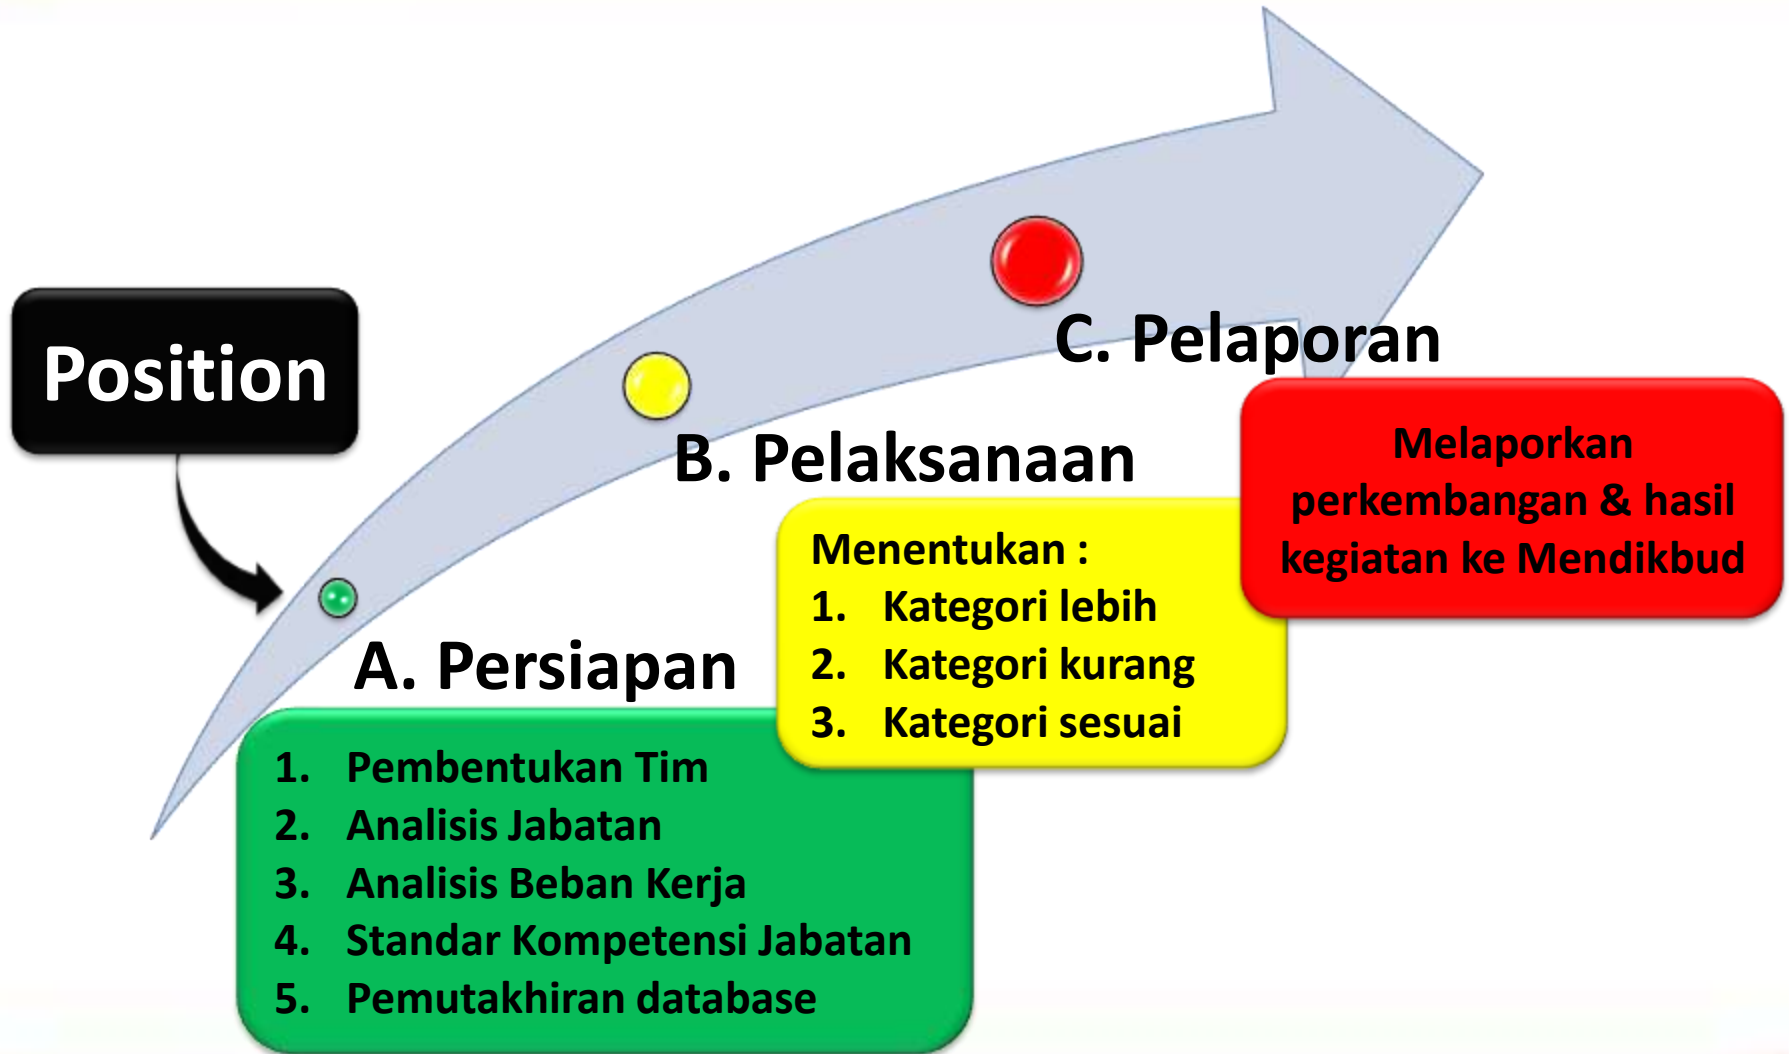 Position
A. Persiapan
1. Pembentukan Tim
2. Analisis Jabatan
3. Analisis Beban Kerja
4. Standar Kompetensi Jabatan
5. Pemutakhiran database
B. Pelaksanaan
Menentukan :
1. Kategori lebih
2. Kategori kurang
3. Kategori sesuai
C. Pelaporan
Melaporkan
perkembangan & hasil
kegiatan ke Mendikbud